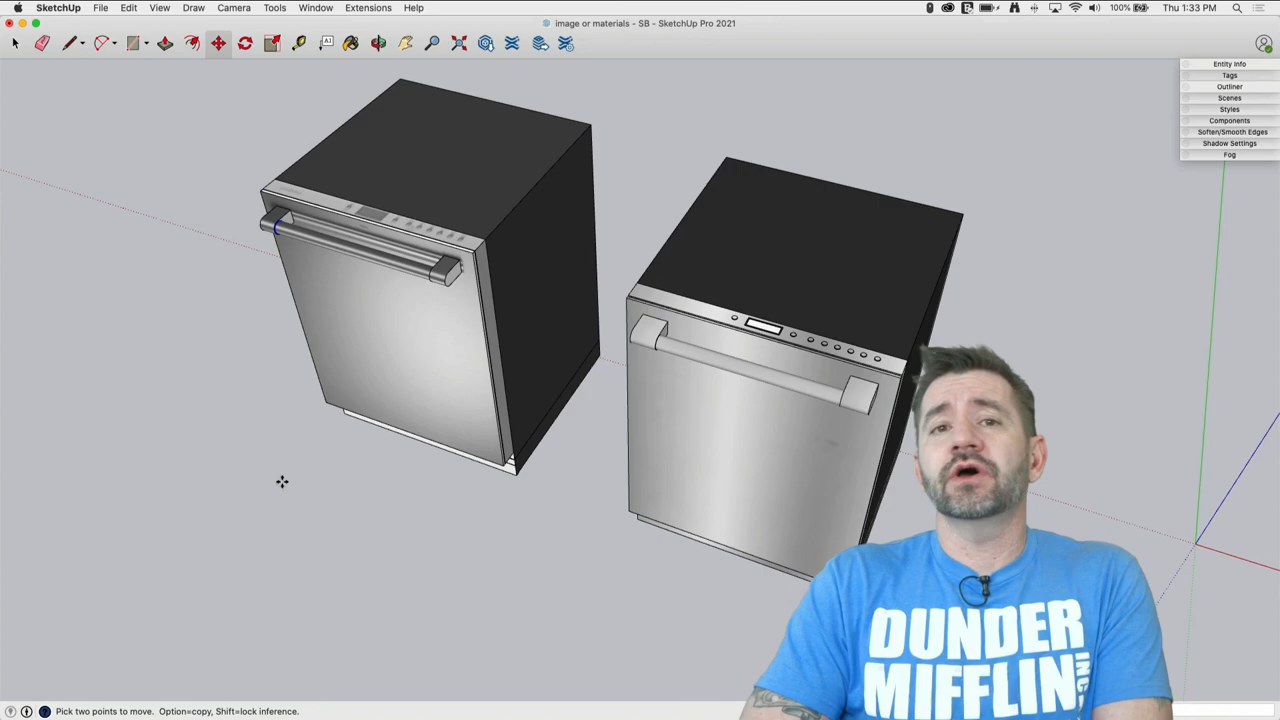 SketchUp File Edit View Draw Camera Tools Window Extensions Help
100% Thu 1:33 PM
image or materials - SB - SketchUp Pro 2021
A1
Entity Info
Tags
Outliner
Scenes
Styles
Components
Soften/Smooth Edges
Shadow Settings
Fog
DUNDER
MIFFLIN INC.
Pick two points to move. Option=copy, Shift=lock inference.